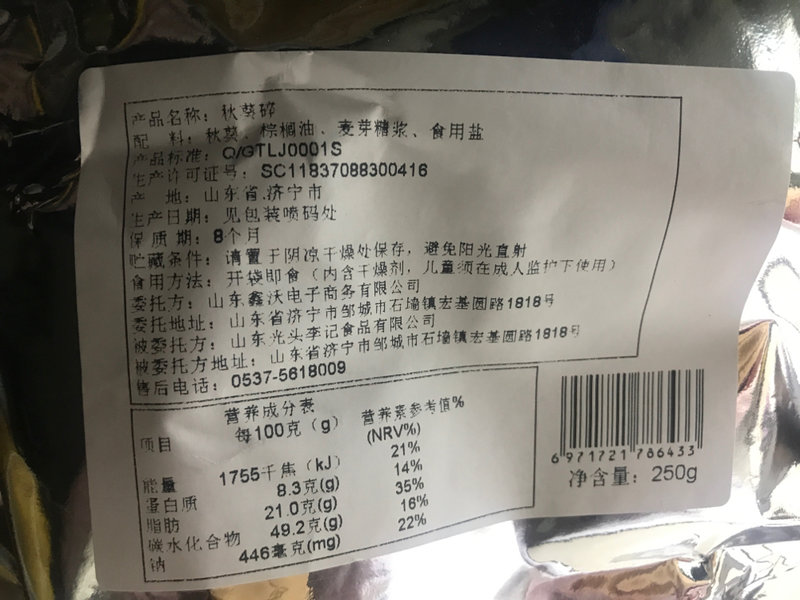 产品名称：秋葵碎
配 料：秋葵、棕榈油、麦芽糖浆、食用盐
产品标准：Q/GTLJ0001S
生产许可证号：SC11837088300416
产 地：山东省.济宁市
生产日期：见包装喷码处
保质期：8个月
贮藏条件：请置于阴凉干燥处保存，避免阳光直射
食用方法：开袋即食（内含干燥剂，儿童须在成人监护下使用）
委托方：山东鑫沃电子商务有限公司
委托地址：山东省济宁市邹城市石墙镇宏基圆路1818号
被委托方：山东光头李记食品有限公司
被委托方地址：山东省济宁市邹城市石墙镇宏基圆路1818号
售后电话：0537-5618009
营养成分表
项目 每100克（g） 营养素参考值%
(NRV%)
能量 1755千焦（kJ） 21%
蛋白质 8.3克(g) 14%
脂肪 21.0克(g) 35%
碳水化合物 49.2克(g) 16%
钠 446毫克(mg) 22%
6 971721 786433
净含量：250g